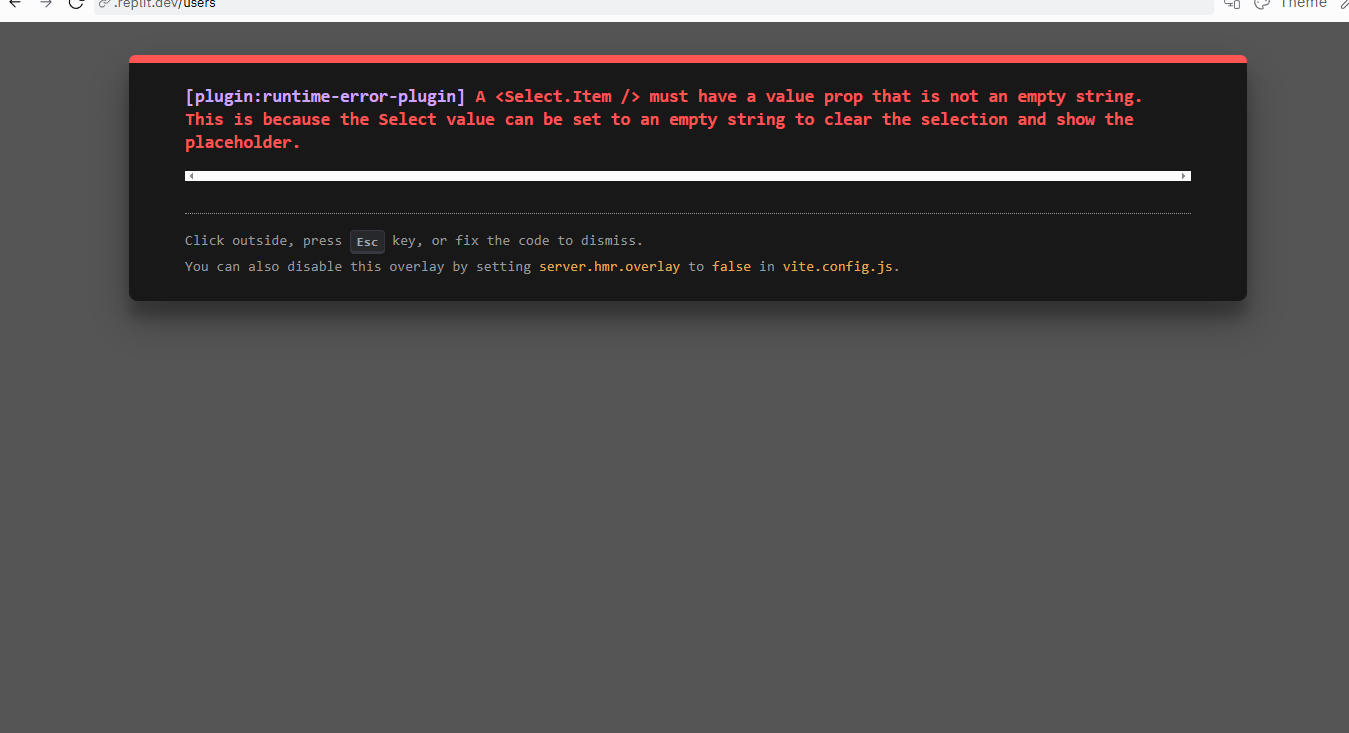 .replit.dev/users
Theme
[plugin:runtime-error-plugin] A <Select.Item /> must have a value prop that is not an empty string.
This is because the Select value can be set to an empty string to clear the selection and show the
placeholder.
Click outside, press Esc key, or fix the code to dismiss.
You can also disable this overlay by setting server.hmr.overlay to false in vite.config.js.